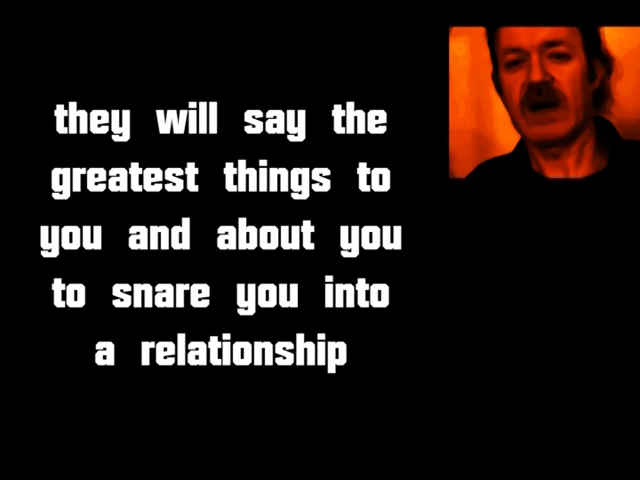 they will say the
greatest things to
you and about you
to snare you into
a relationship